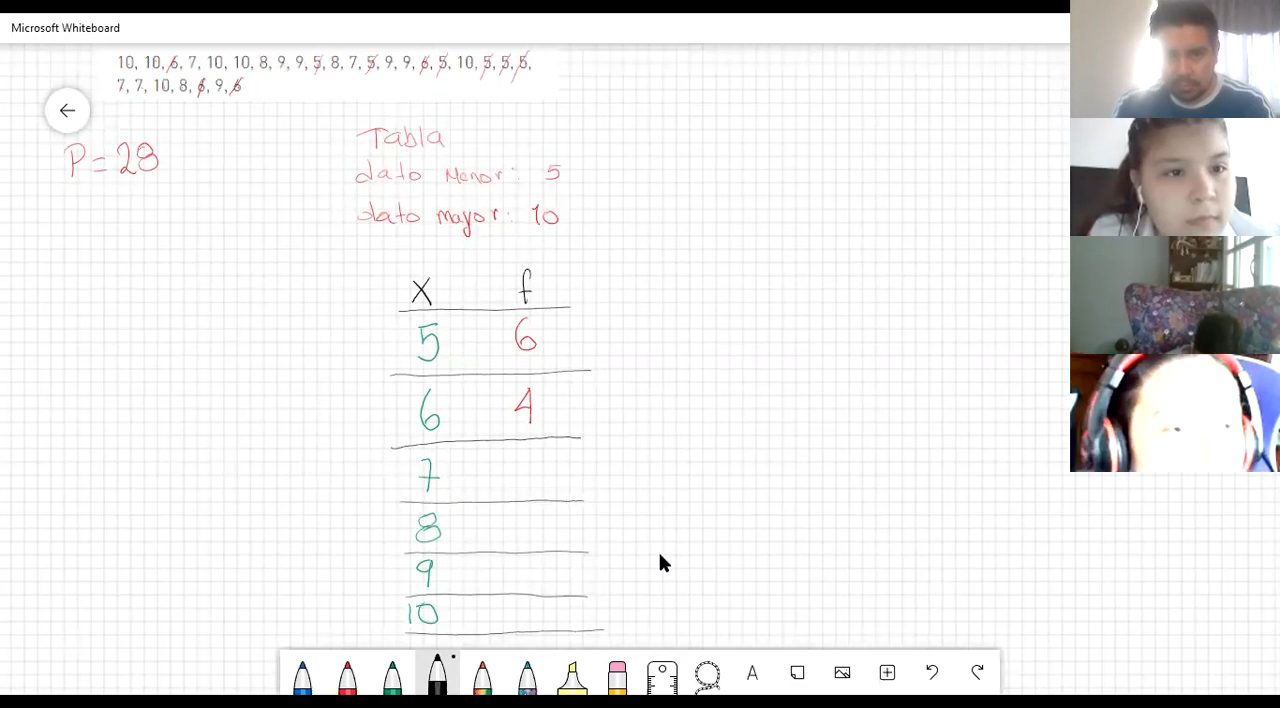 Microsoft Whiteboard
10, 10, 6, 7, 10, 10, 8, 9, 9, 5, 8, 7, 5, 9, 9, 6, 5, 10, 5, 5, 5,
7, 7, 10, 8, 6, 9, 6
P = 28
Tabla
dato Menor: 5
dato mayor: 10
X f
5 6
6 4
7
8
9
10
A